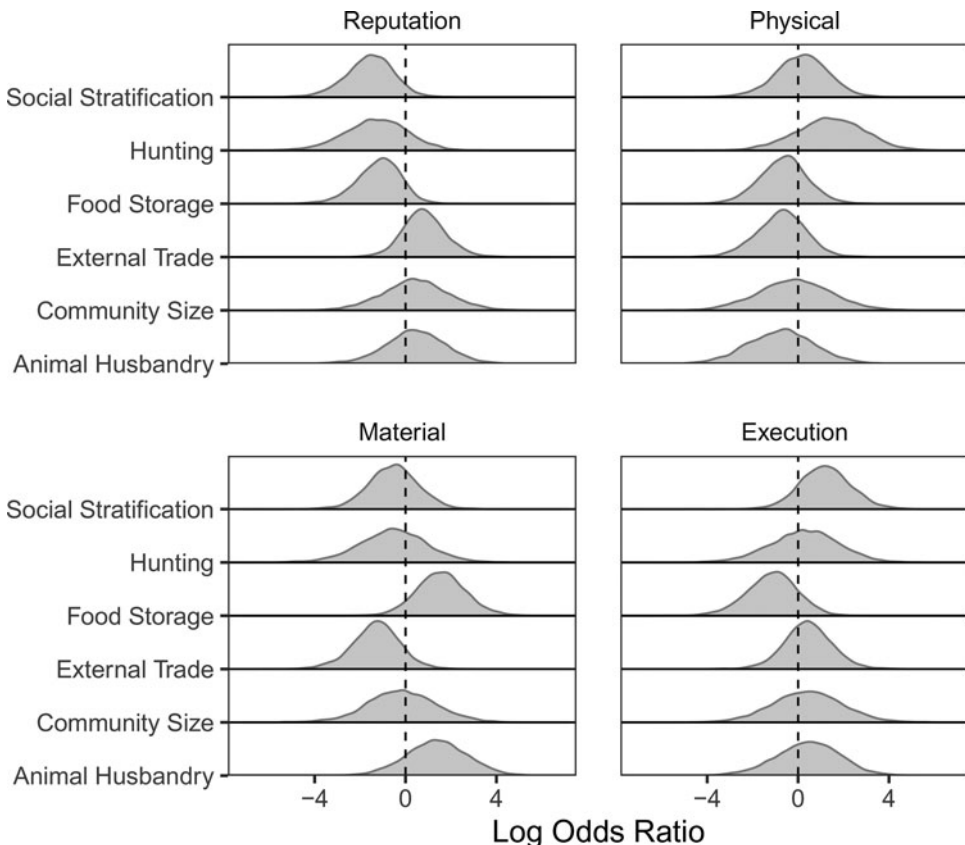 Reputation Physical
Social Stratification
Hunting
Food Storage
External Trade
Community Size
Animal Husbandry
Material Execution
Social Stratification
Hunting
Food Storage
External Trade
Community Size
Animal Husbandry
−4 0 4 −4 0 4
Log Odds Ratio